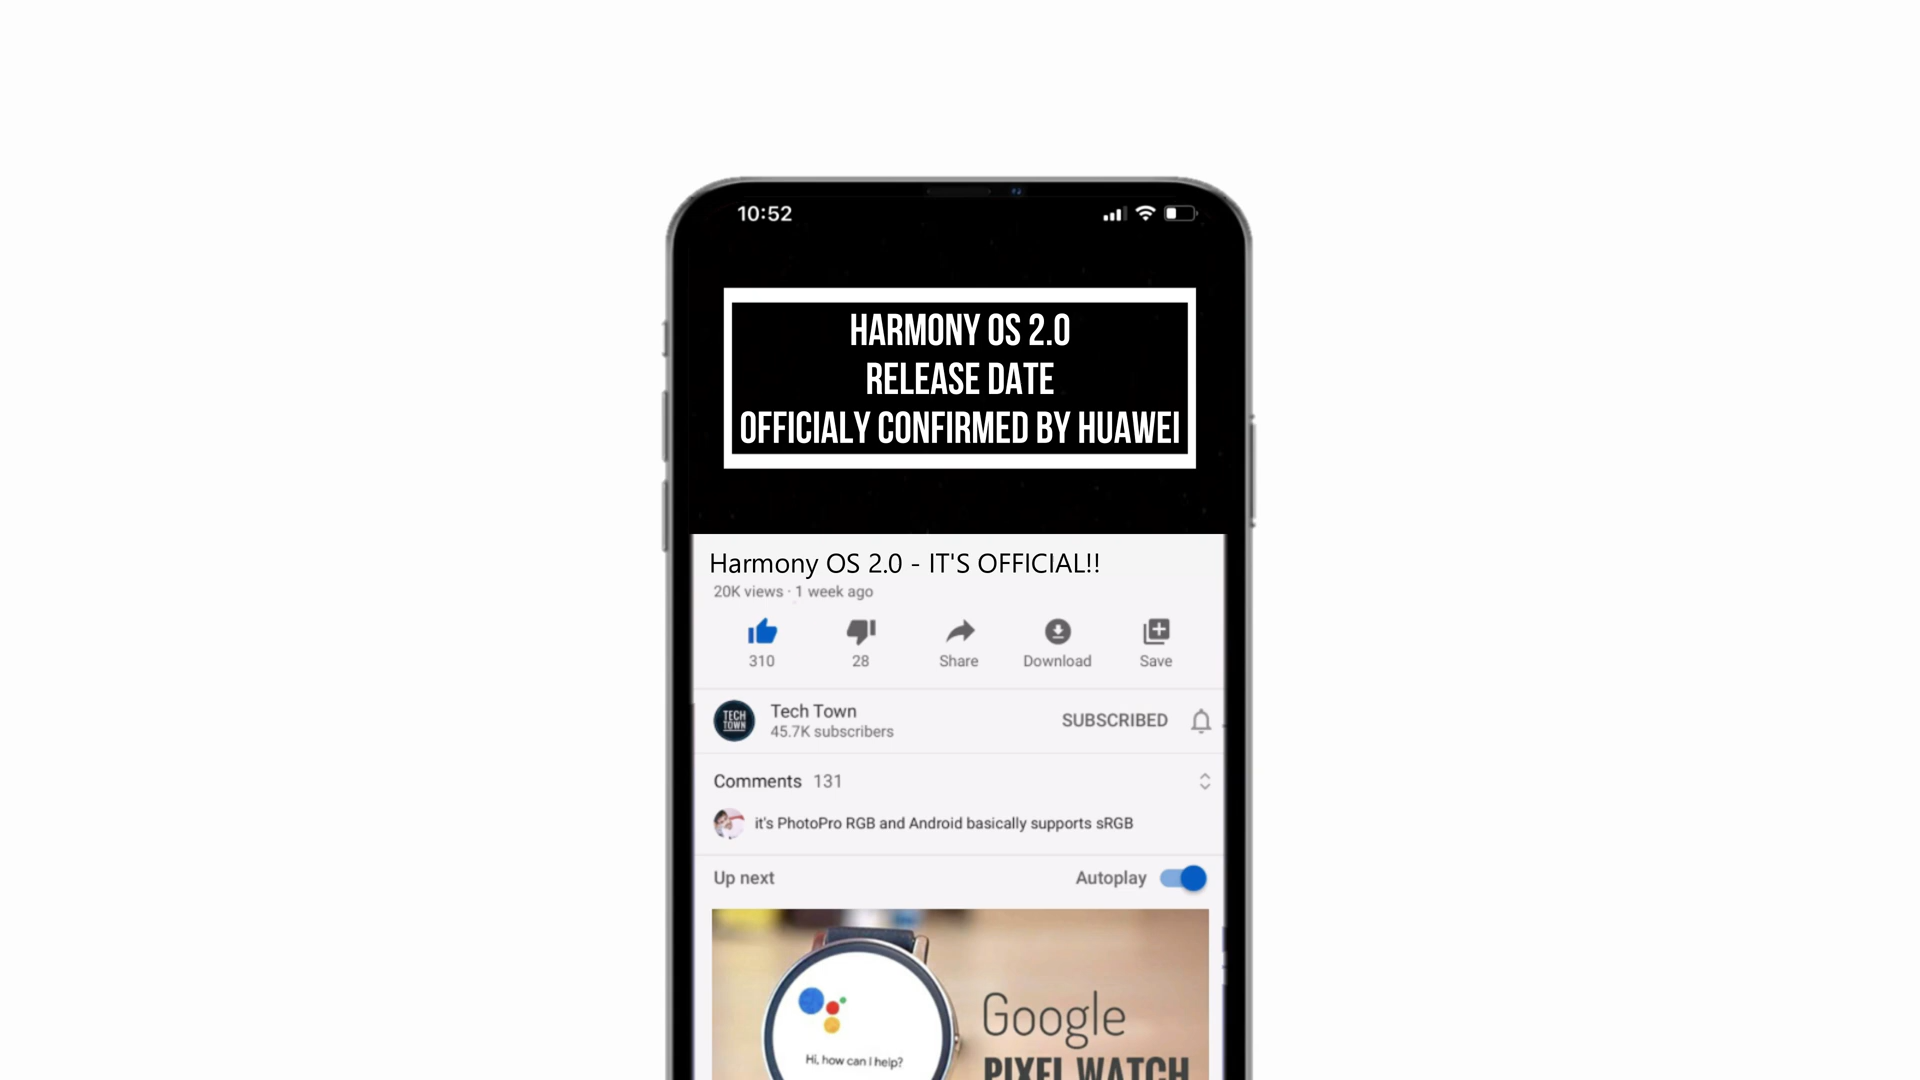 10:52
HARMONY OS 2.0
RELEASE DATE
OFFICIALY CONFIRMED BY HUAWEI
Harmony OS 2.0 - IT'S OFFICIAL!!
20K views · 1 week ago
310 28 Share Download Save
TECH TOWN
Tech Town
45.7K subscribers
SUBSCRIBED
Comments 131
it's PhotoPro RGB and Android basically supports sRGB
Up next Autoplay
Hi, how can I help?
Google
PIXEL WATCH